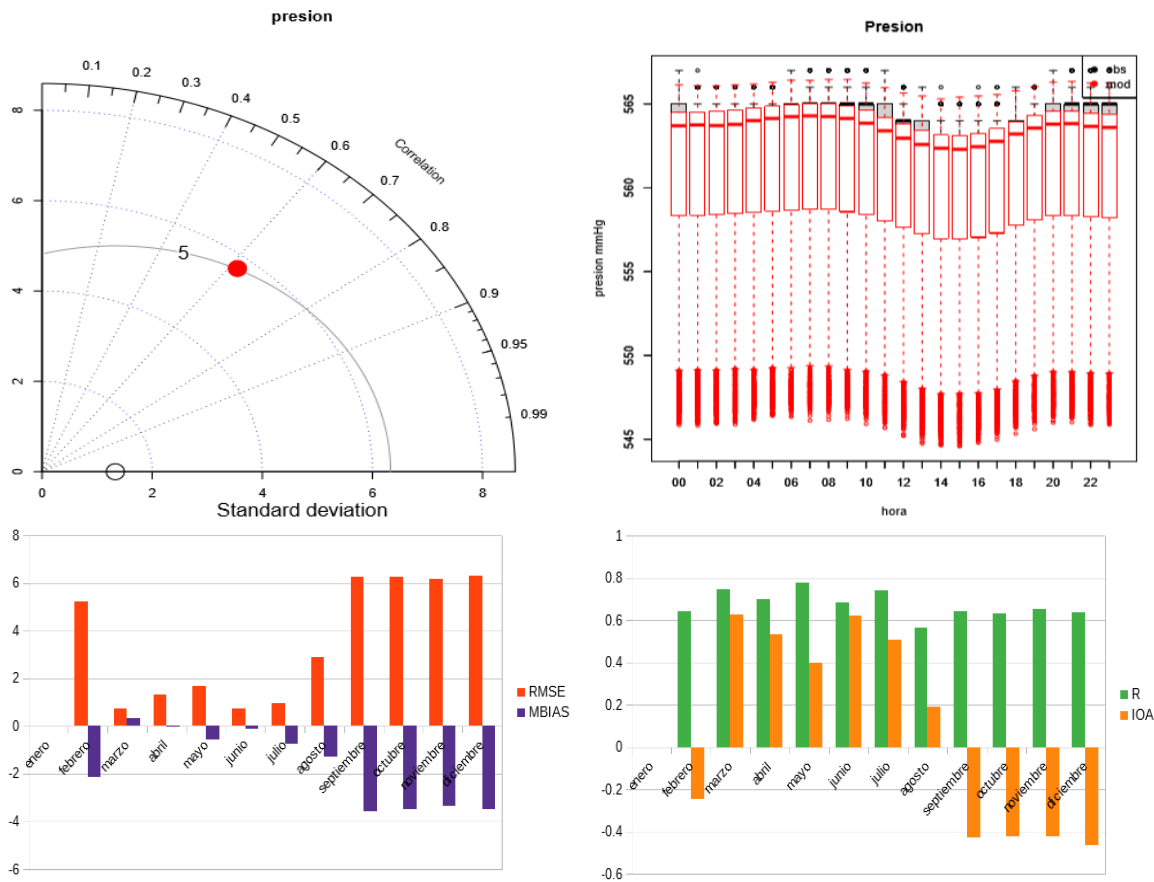 presion
0.1
0.2
0.3
0.4
0.5
0.6
0.7
0.8
0.9
0.95
0.99
Correlation
8
6
4
2
0
5
0 2 4 6 8
Standard deviation
Presion
obs
mod
565
560
555
550
545
presion mmHg
00 02 04 06 08 10 12 14 16 18 20 22
hora
8
6
4
2
0
-2
-4
-6
enero febrero marzo abril mayo junio julio agosto septiembre octubre noviembre diciembre
RMSE
MBIAS
1
0.8
0.6
0.4
0.2
0
-0.2
-0.4
-0.6
enero febrero marzo abril mayo junio julio agosto septiembre octubre noviembre diciembre
R
IOA